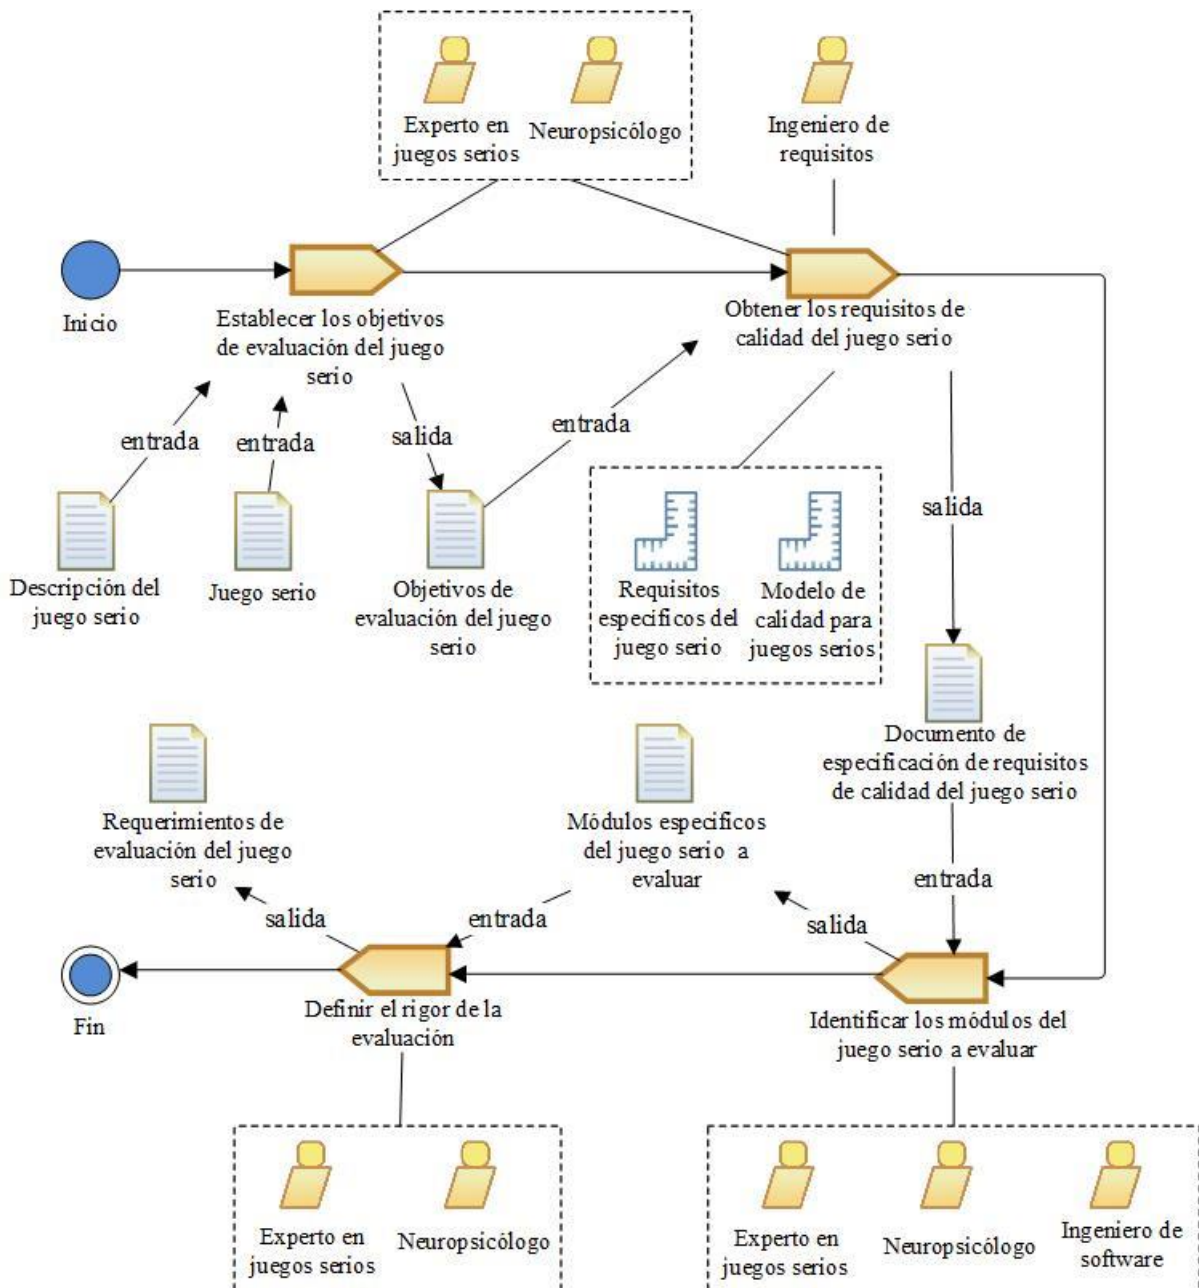 Experto en
juegos serios
Neuropsicólogo
Ingeniero de
requisitos
Inicio
Establecer los objetivos
de evaluación del juego
serio
Obtener los requisitos de
calidad del juego serio
entrada
entrada
salida
entrada
salida
Descripción del
juego serio
Juego serio
Objetivos de
evaluación del juego
serio
Requisitos
específicos del
juego serio
Modelo de
calidad para
juegos serios
Documento de
especificación de requisitos
de calidad del juego serio
Requerimientos de
evaluación del juego
serio
Módulos específicos
del juego serio a
evaluar
entrada
salida
entrada
salida
Fin
Definir el rigor de la
evaluación
Identificar los módulos del
juego serio a evaluar
Experto en
juegos serios
Neuropsicólogo
Experto en
juegos serios
Neuropsicólogo
Ingeniero de
software